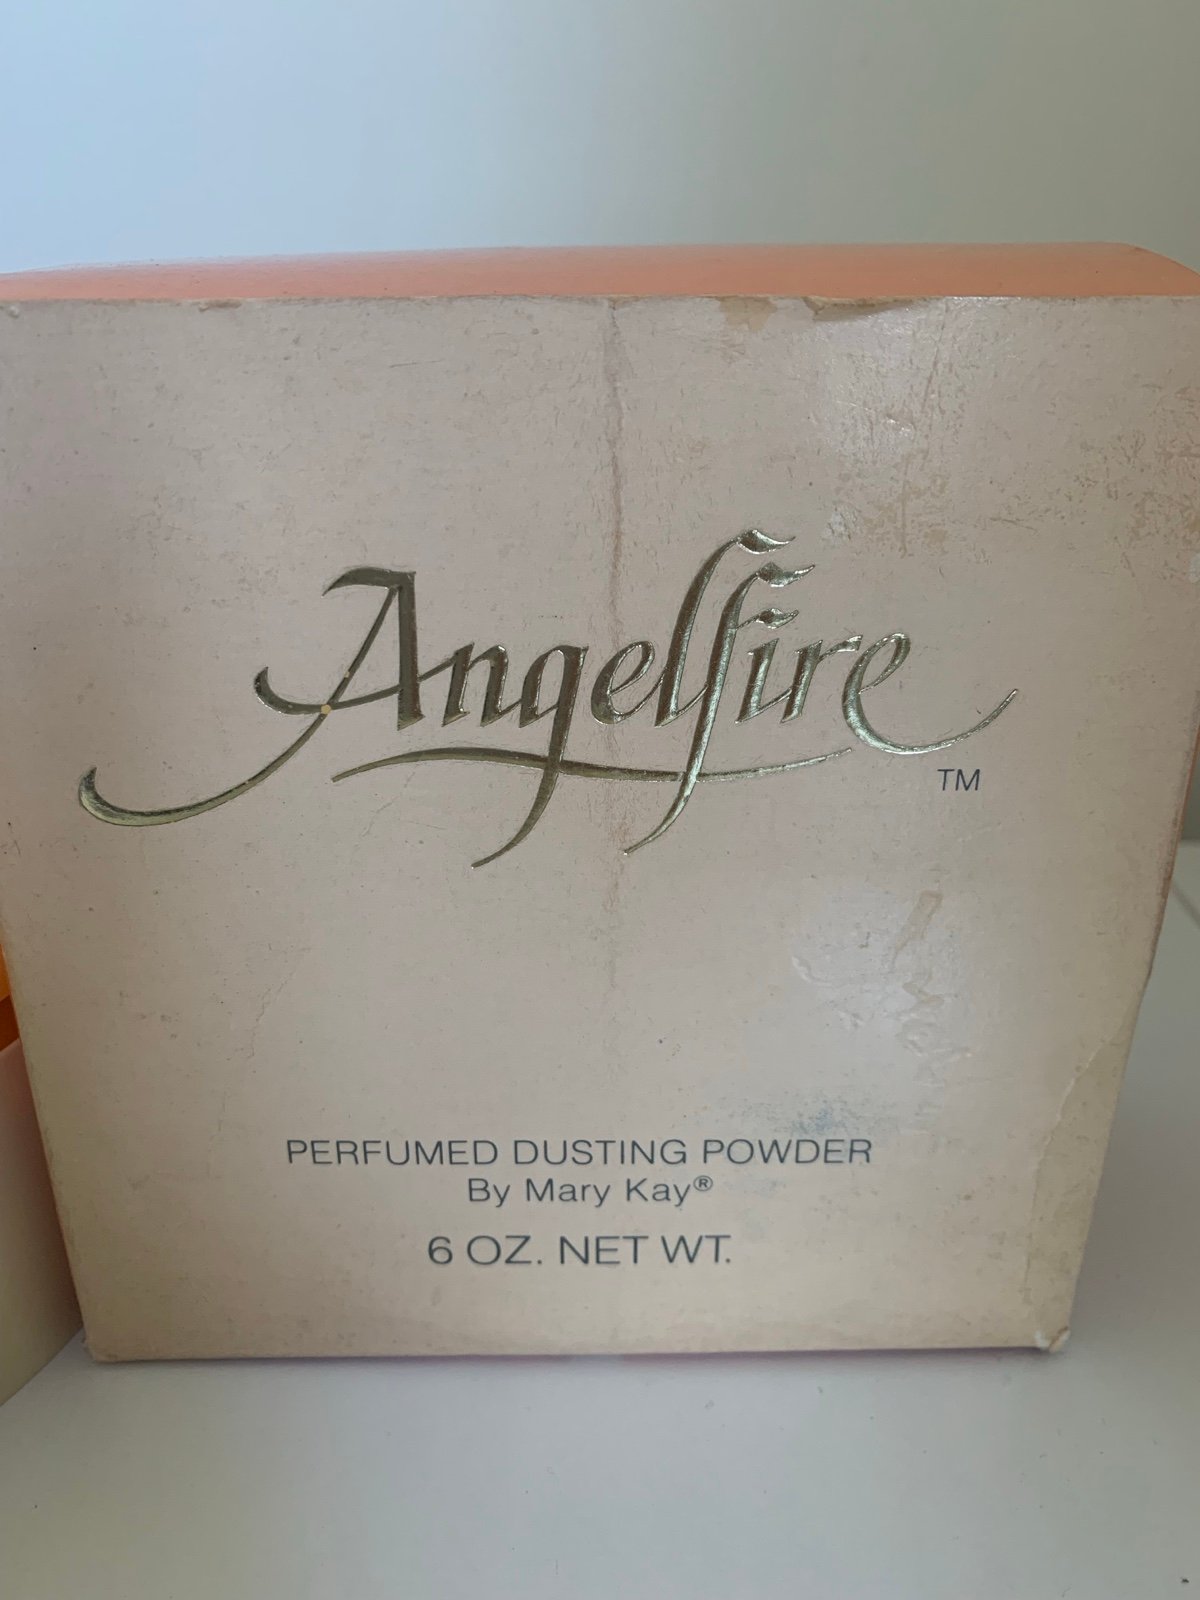 Angelfire
TM
PERFUMED DUSTING POWDER
By Mary Kay®
6 OZ. NET WT.